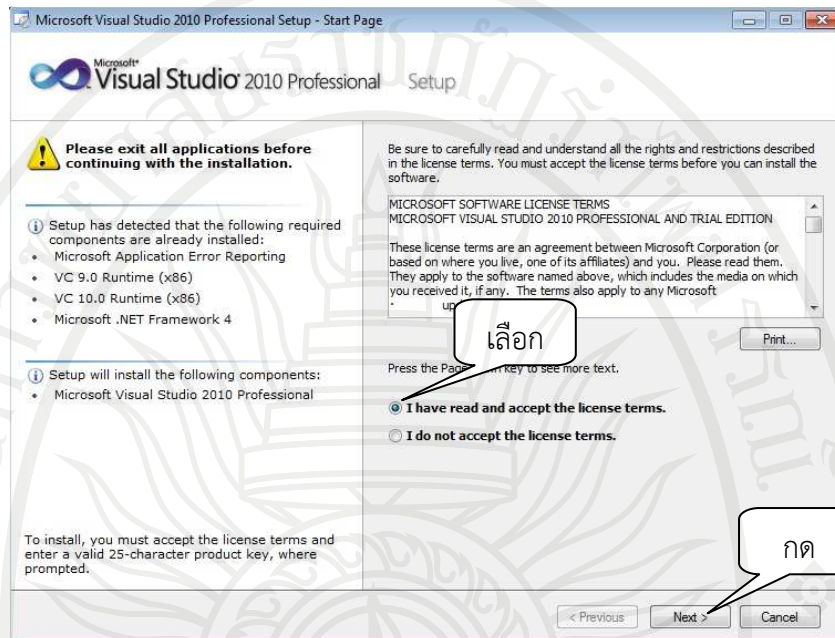 Microsoft Visual Studio 2010 Professional Setup - Start Page
Microsoft®
Visual Studio® 2010 Professional Setup
Please exit all applications before
continuing with the installation.
Setup has detected that the following required
components are already installed:
• Microsoft Application Error Reporting
• VC 9.0 Runtime (x86)
• VC 10.0 Runtime (x86)
• Microsoft .NET Framework 4
Setup will install the following components:
• Microsoft Visual Studio 2010 Professional
To install, you must accept the license terms and
enter a valid 25-character product key, where
prompted.
Be sure to carefully read and understand all the rights and restrictions described
in the license terms. You must accept the license terms before you can install the
software.
MICROSOFT SOFTWARE LICENSE TERMS
MICROSOFT VISUAL STUDIO 2010 PROFESSIONAL AND TRIAL EDITION
These license terms are an agreement between Microsoft Corporation (or
based on where you live, one of its affiliates) and you. Please read them.
They apply to the software named above, which includes the media on which
you received it, if any. The terms also apply to any Microsoft
เลือก
Print...
Press the Page key to see more text.
I have read and accept the license terms.
I do not accept the license terms.
กด
< Previous
Next >
Cancel